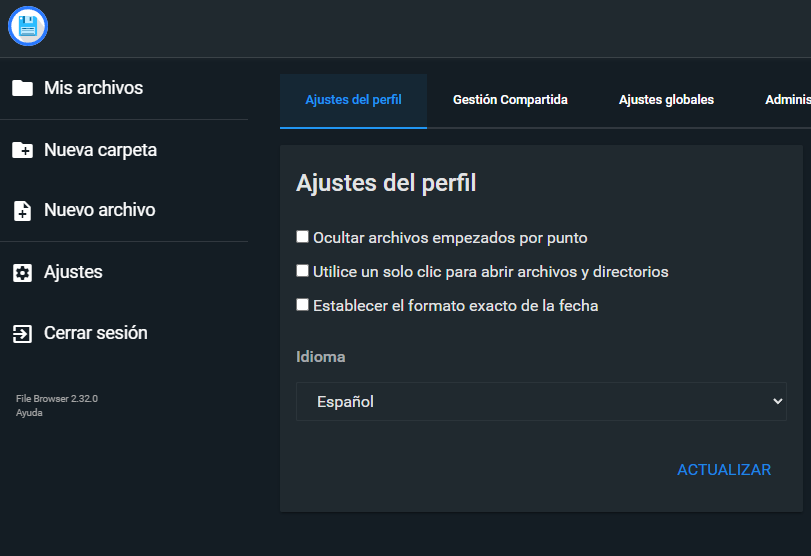 Mis archivos
Nueva carpeta
Nuevo archivo
Ajustes
Cerrar sesión
File Browser 2.32.0
Ayuda
Ajustes del perfil
Gestión Compartida
Ajustes globales
Adminis
Ajustes del perfil
Ocultar archivos empezados por punto
Utilice un solo clic para abrir archivos y directorios
Establecer el formato exacto de la fecha
Idioma
Español
ACTUALIZAR